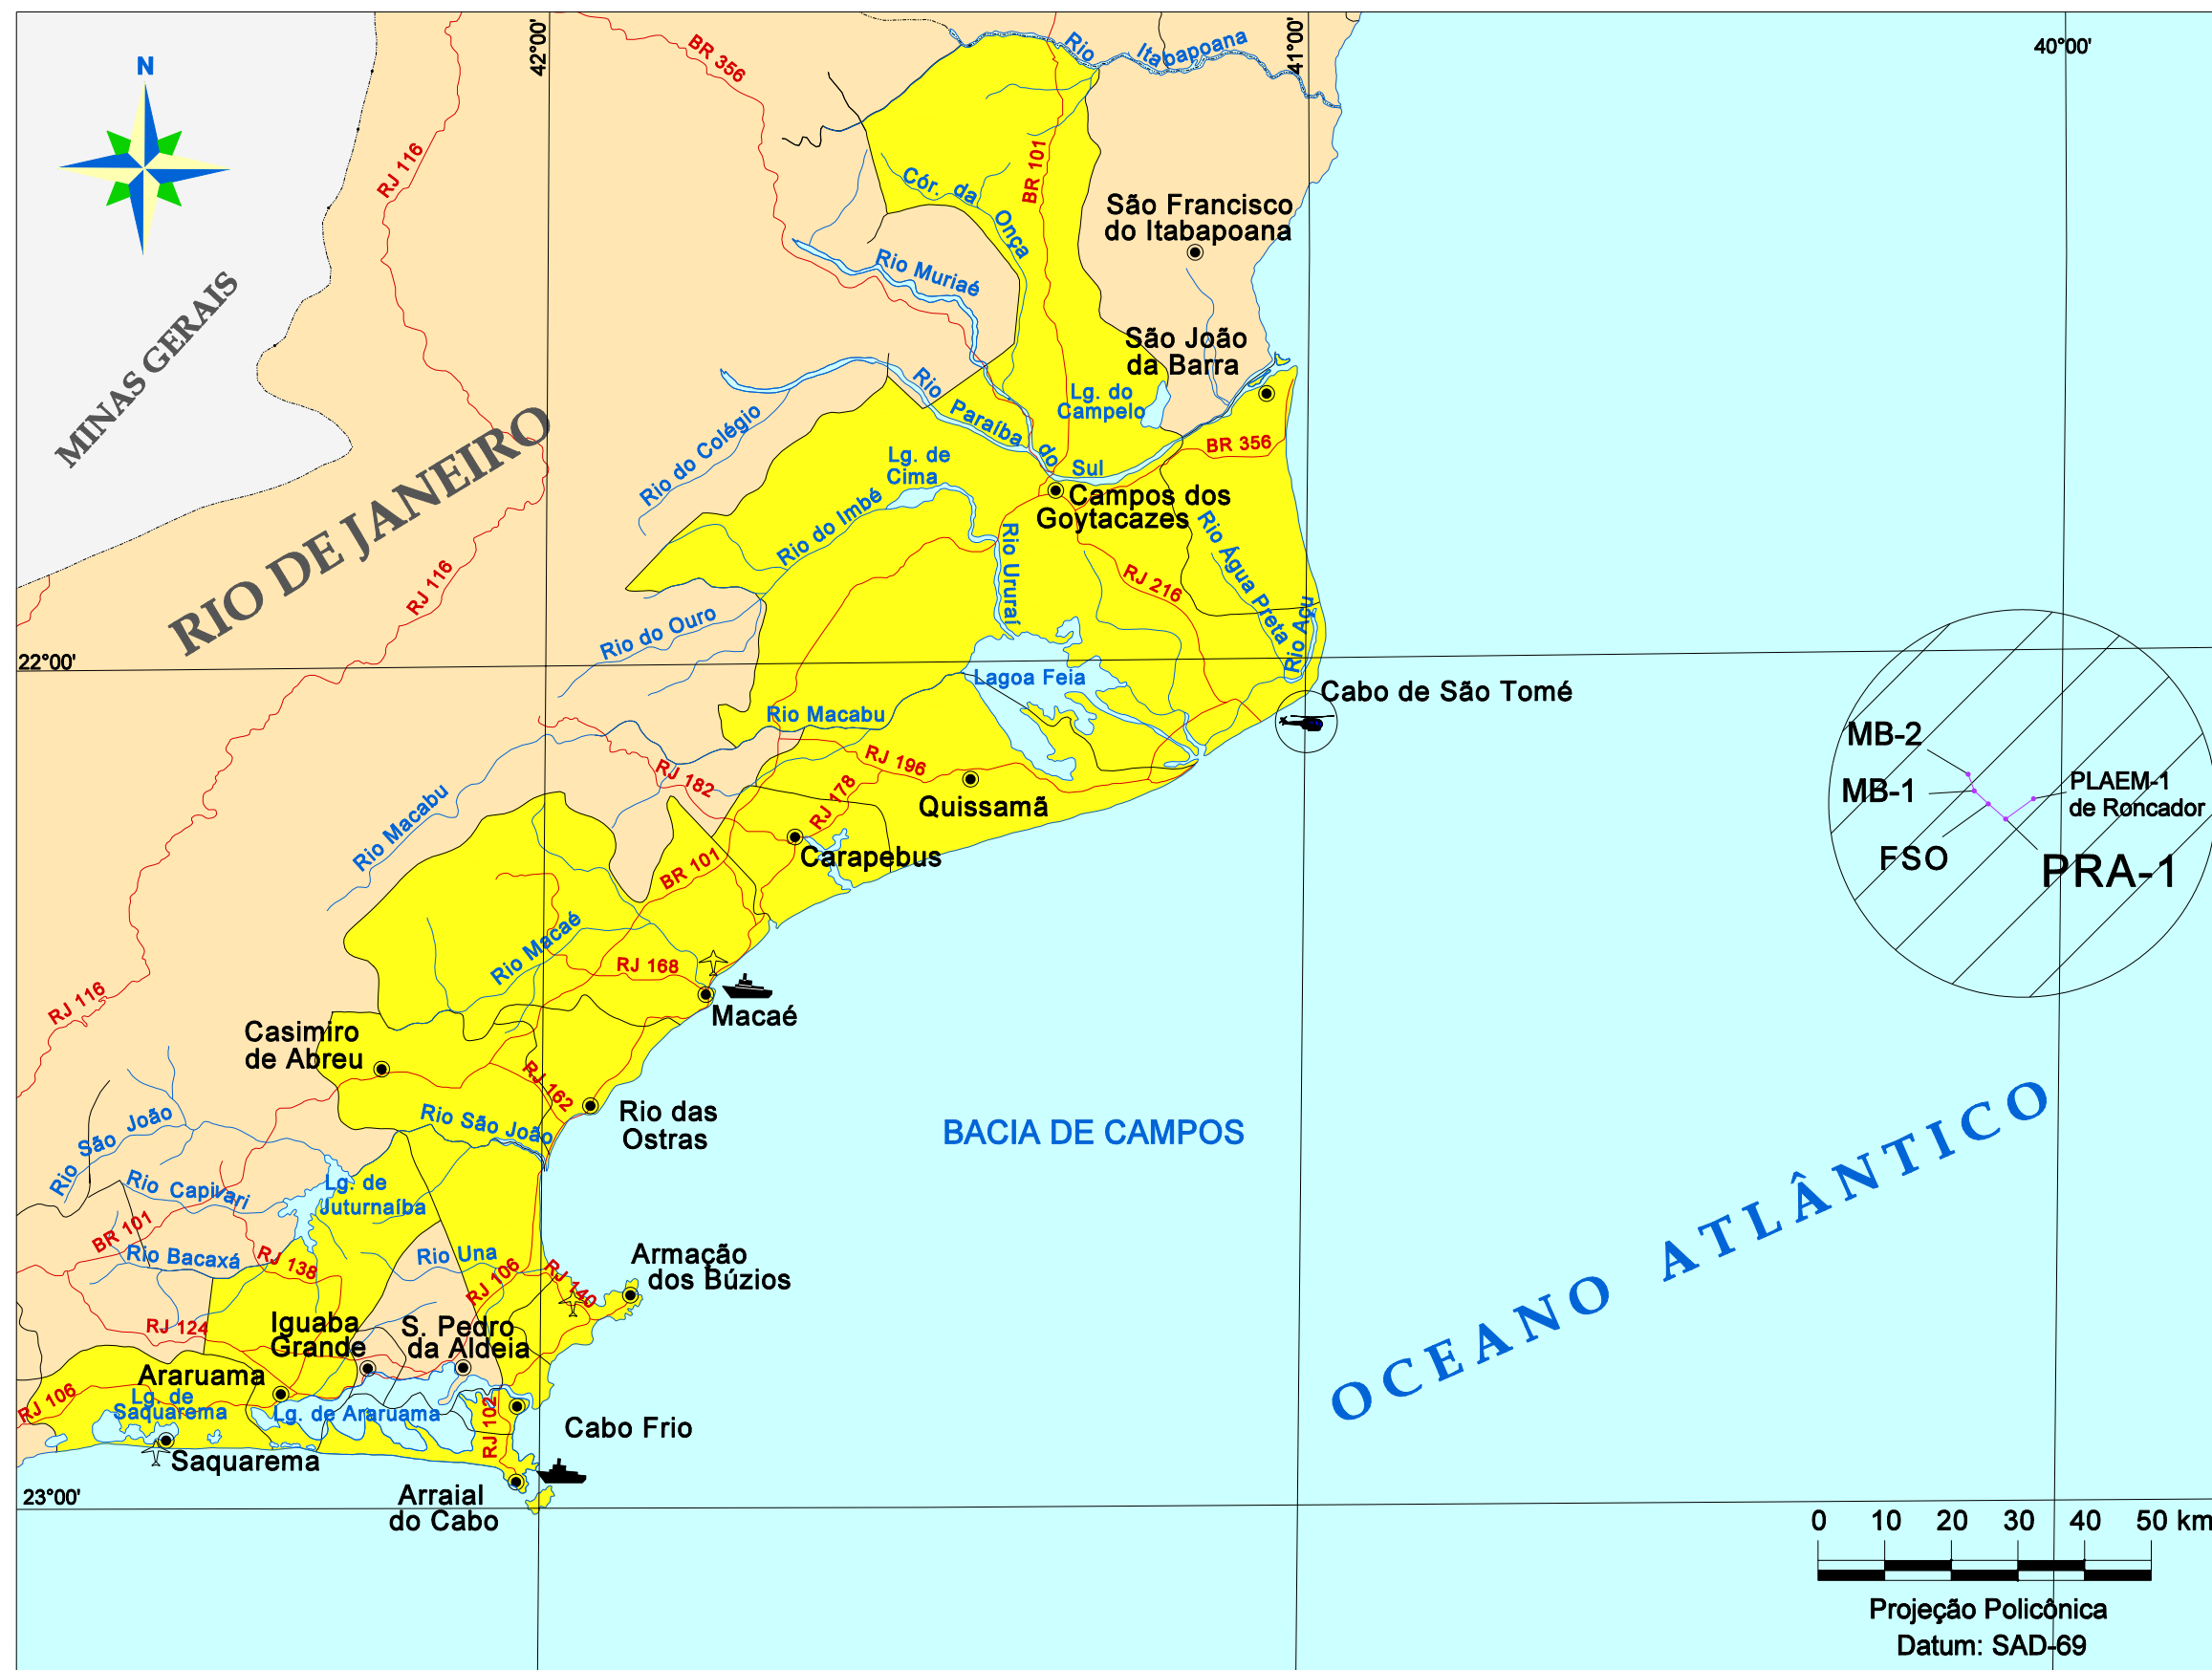 42°00'
41°00'
40°00'
N
BR 356
Rio Itabapoana
RJ 116
BR 101
Cór. da Onça
São Francisco
do Itabapoana
MINAS GERAIS
Rio Muriaé
São João
da Barra
Lg. do
Campelo
Rio Paraíba do Sul
Rio do Colégio
BR 356
RIO DE JANEIRO
Lg. de
Cima
Campos dos
Goytacazes
Rio do Imbé
Rio Ururaí
Rio Água Preta
RJ 216
RJ 116
Rio do Ouro
Rio Açu
22°00'
Lagoa Feia
Cabo de São Tomé
Rio Macabu
MB-2
RJ 196
RJ 182
PLAEM-1
de Roncador
MB-1
RJ 178
Quissamã
Rio Macabu
FSO
PRA-1
Carapebus
BR 101
Rio Macaé
RJ 168
RJ 116
Macaé
Casimiro
de Abreu
RJ 162
Rio das
Ostras
Rio São João
Rio São João
BACIA DE CAMPOS
OCEANO ATLÂNTICO
Rio Capivari
Lg. de
Juturnaíba
BR 101
Rio Bacaxá
RJ 138
Rio Una
RJ 106
RJ 140
Armação
dos Búzios
RJ 124
Iguaba
Grande
S. Pedro
da Aldeia
Araruama
RJ 106
Lg. de
Saquarema
Lg. de Araruama
RJ 102
Cabo Frio
Saquarema
Arraial
do Cabo
23°00'
0 10 20 30 40 50 km
Projeção Policônica
Datum: SAD-69